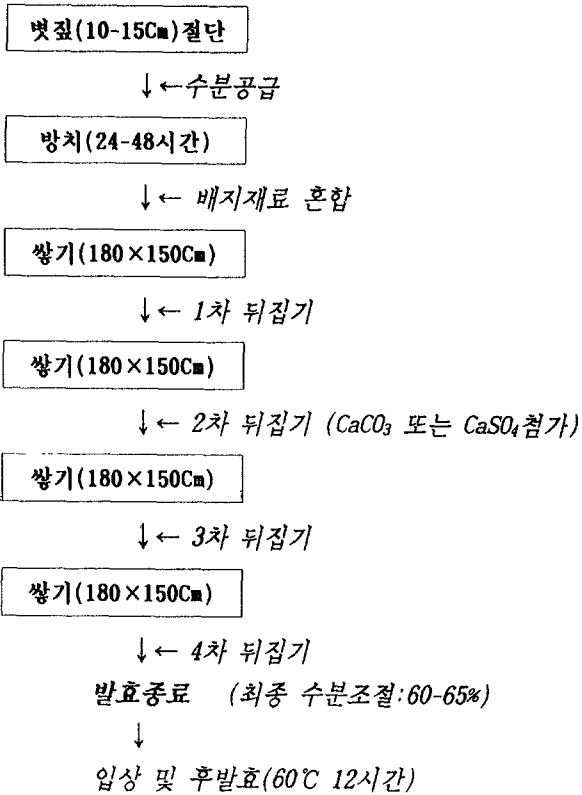 볏짚(10-15Cm)절단
↓←수분공급
방치(24-48시간)
↓← 배지재료 혼합
쌓기(180×150Cm)
↓← 1차 뒤집기
쌓기(180×150Cm)
↓← 2차 뒤집기 (CaCO₃ 또는 CaSO₄첨가)
쌓기(180×150Cm)
↓← 3차 뒤집기
쌓기(180×150Cm)
↓← 4차 뒤집기
발효종료 (최종 수분조절:60-65%)
↓
입상 및 후발효(60℃ 12시간)